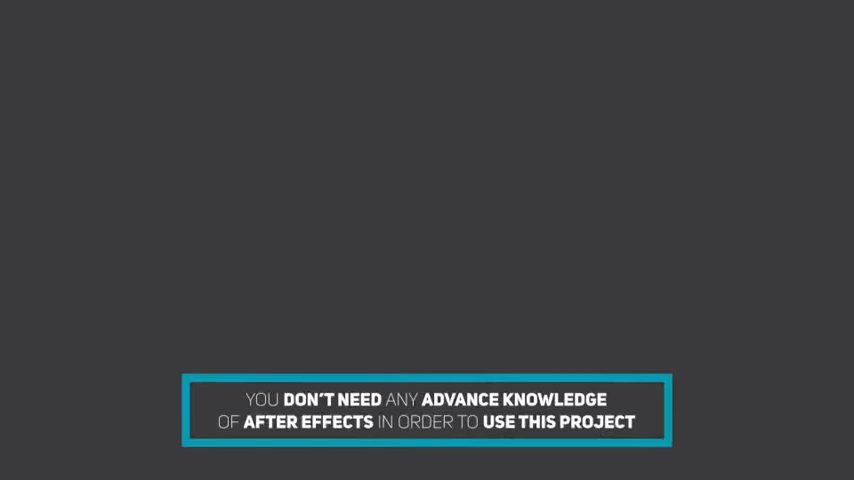 YOU DON'T NEED ANY ADVANCE KNOWLEDGE
OF AFTER EFFECTS IN ORDER TO USE THIS PROJECT